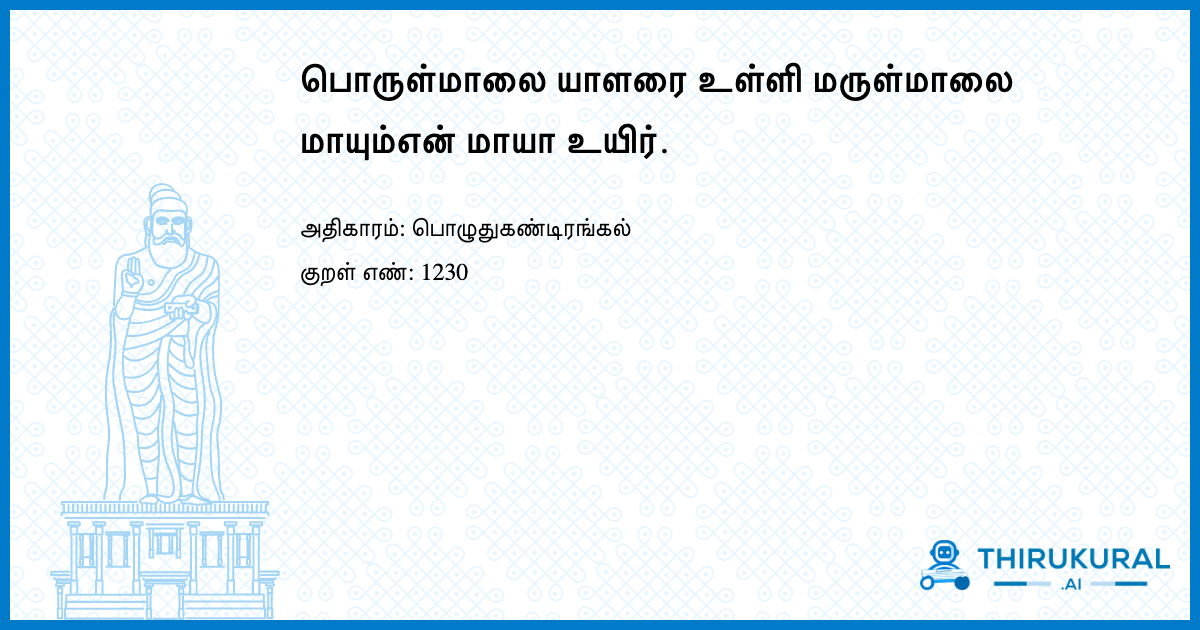 பொருள்மாலை யாளரை உள்ளி மருள்மாலை
மாயும்என் மாயா உயிர்.
அதிகாரம்: பொழுதுகண்டிரங்கல்
குறள் எண்: 1230
THIRUKURAL
.AI